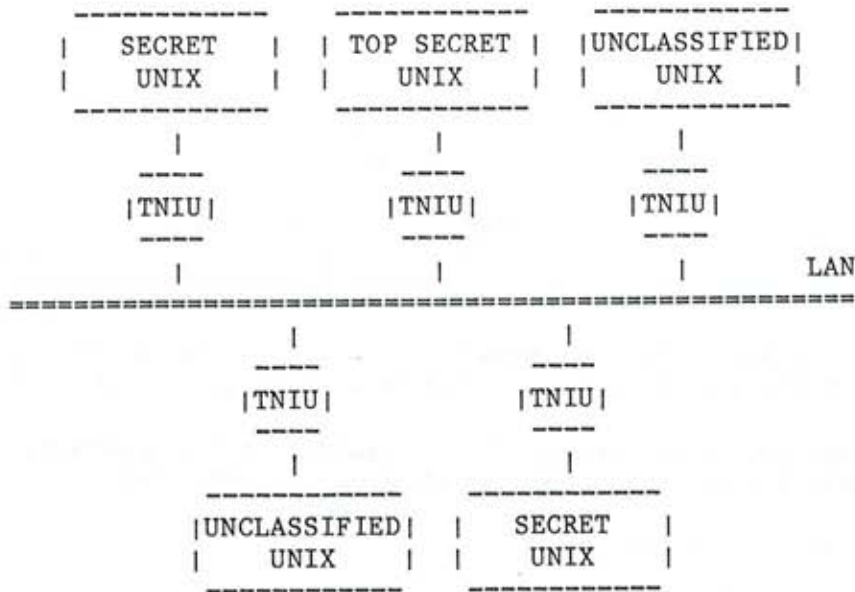 SECRET TOP SECRET UNCLASSIFIED
UNIX UNIX UNIX
TNIU TNIU TNIU
LAN
TNIU TNIU
UNCLASSIFIED SECRET
UNIX UNIX